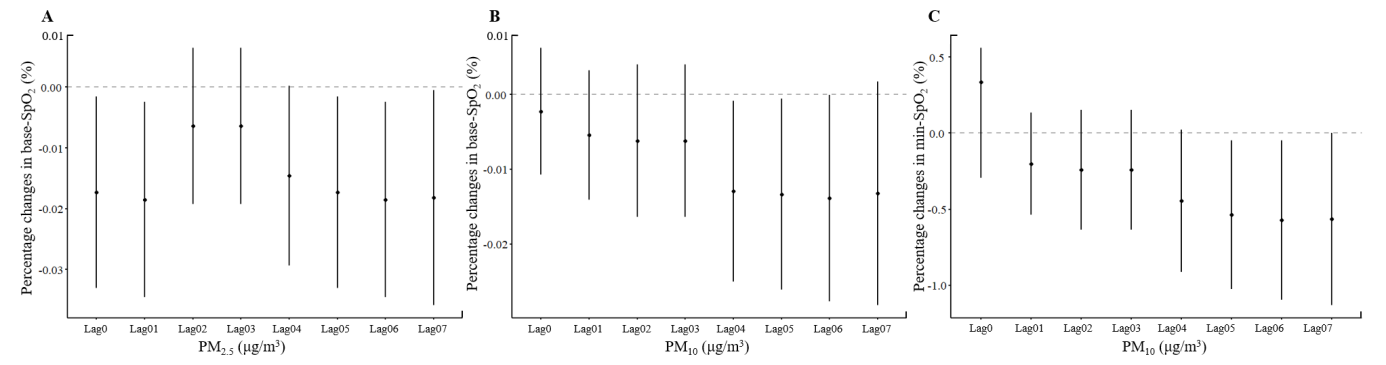 A
Percentage changes in base-SpO2 (%)
0.01
0.00
-0.01
-0.02
-0.03
Lag0 Lag01 Lag02 Lag03 Lag04 Lag05 Lag06 Lag07
PM2.5 (μg/m³)
B
Percentage changes in base-SpO2 (%)
0.01
0.00
-0.01
-0.02
Lag0 Lag01 Lag02 Lag03 Lag04 Lag05 Lag06 Lag07
PM10 (μg/m³)
C
Percentage changes in min-SpO2 (%)
0.5
0.0
-0.5
-1.0
Lag0 Lag01 Lag02 Lag03 Lag04 Lag05 Lag06 Lag07
PM10 (μg/m³)